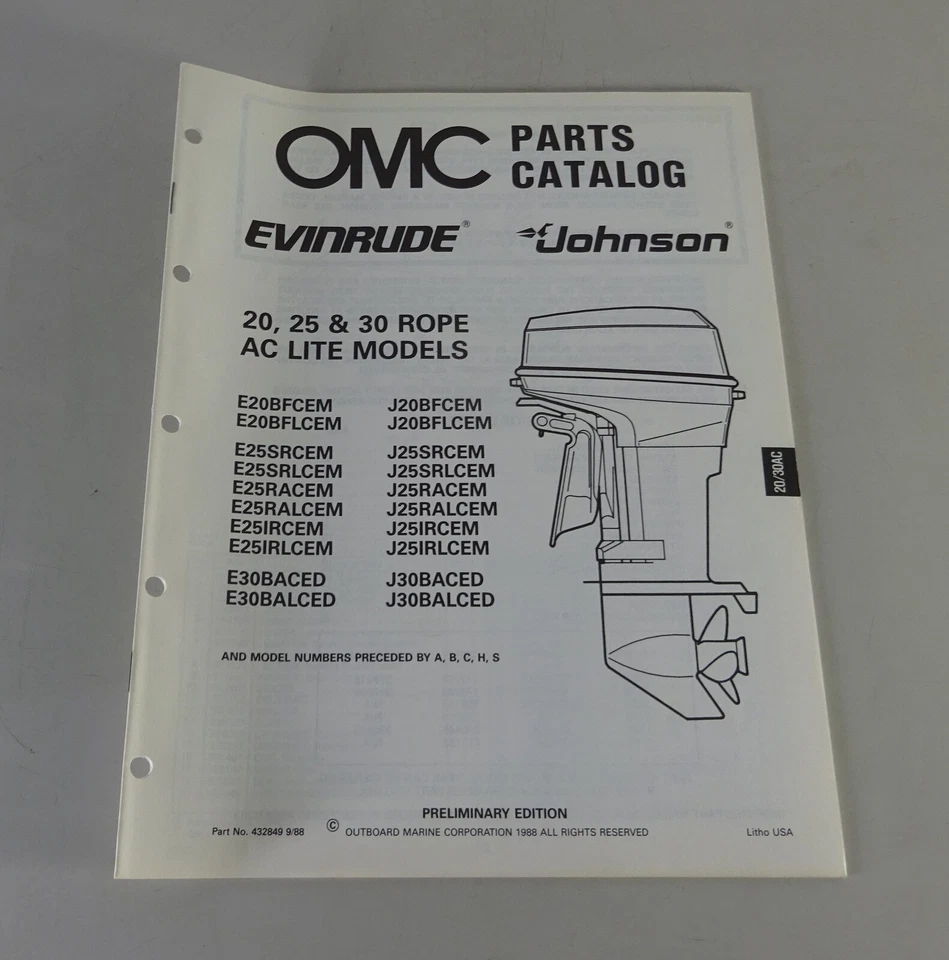 OMC PARTS CATALOG
EVINRUDE® Johnson®
20, 25 & 30 ROPE
AC LITE MODELS
E20BFCEM J20BFCEM
E20BFLCEM J20BFLCEM
E25SRCEM J25SRCEM
E25SRLCEM J25SRLCEM
E25RACEM J25RACEM
E25RALCEM J25RALCEM
E25IRCEM J25IRCEM
E25IRLCEM J25IRLCEM
E30BACED J30BACED
E30BALCED J30BALCED
AND MODEL NUMBERS PRECEDED BY A, B, C, H, S
20/30AC
PRELIMINARY EDITION
Part No. 432849 9/88 © OUTBOARD MARINE CORPORATION 1988 ALL RIGHTS RESERVED Litho USA